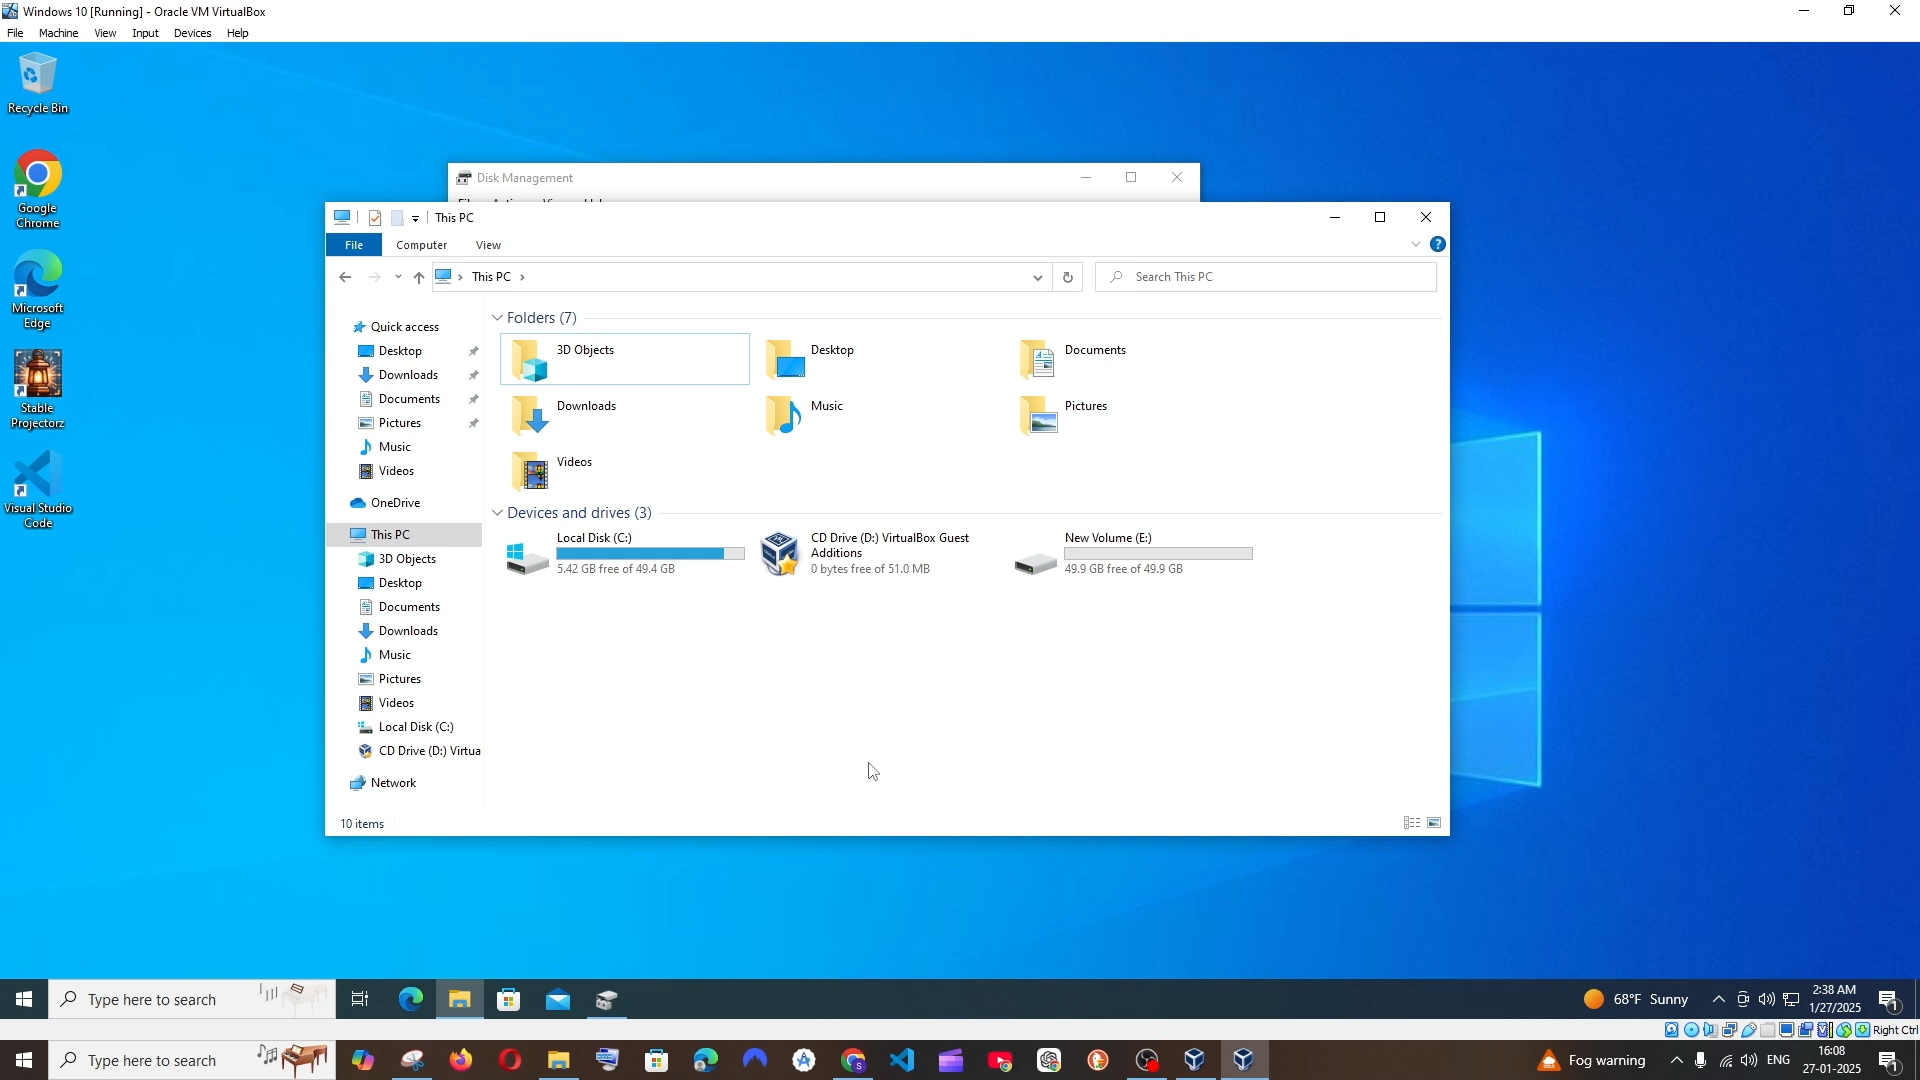 Windows 10 [Running] - Oracle VM VirtualBox
File Machine View Input Devices Help
Recycle Bin
Google
Chrome
Microsoft
Edge
Stable
Projectorz
Visual Studio
Code
Disk Management
This PC
File Computer View
This PC
Search This PC
Quick access
Desktop
Downloads
Documents
Pictures
Music
Videos
OneDrive
This PC
3D Objects
Desktop
Documents
Downloads
Music
Pictures
Videos
Local Disk (C:)
CD Drive (D:) Virtua
Network
Folders (7)
3D Objects
Desktop
Documents
Downloads
Music
Pictures
Videos
Devices and drives (3)
Local Disk (C:)
5.42 GB free of 49.4 GB
CD Drive (D:) VirtualBox Guest
Additions
0 bytes free of 51.0 MB
New Volume (E:)
49.9 GB free of 49.9 GB
10 items
Type here to search
68°F Sunny
2:38 AM
1/27/2025
1
Right Ctrl
Type here to search
Fog warning
ENG
16:08
27-01-2025
1